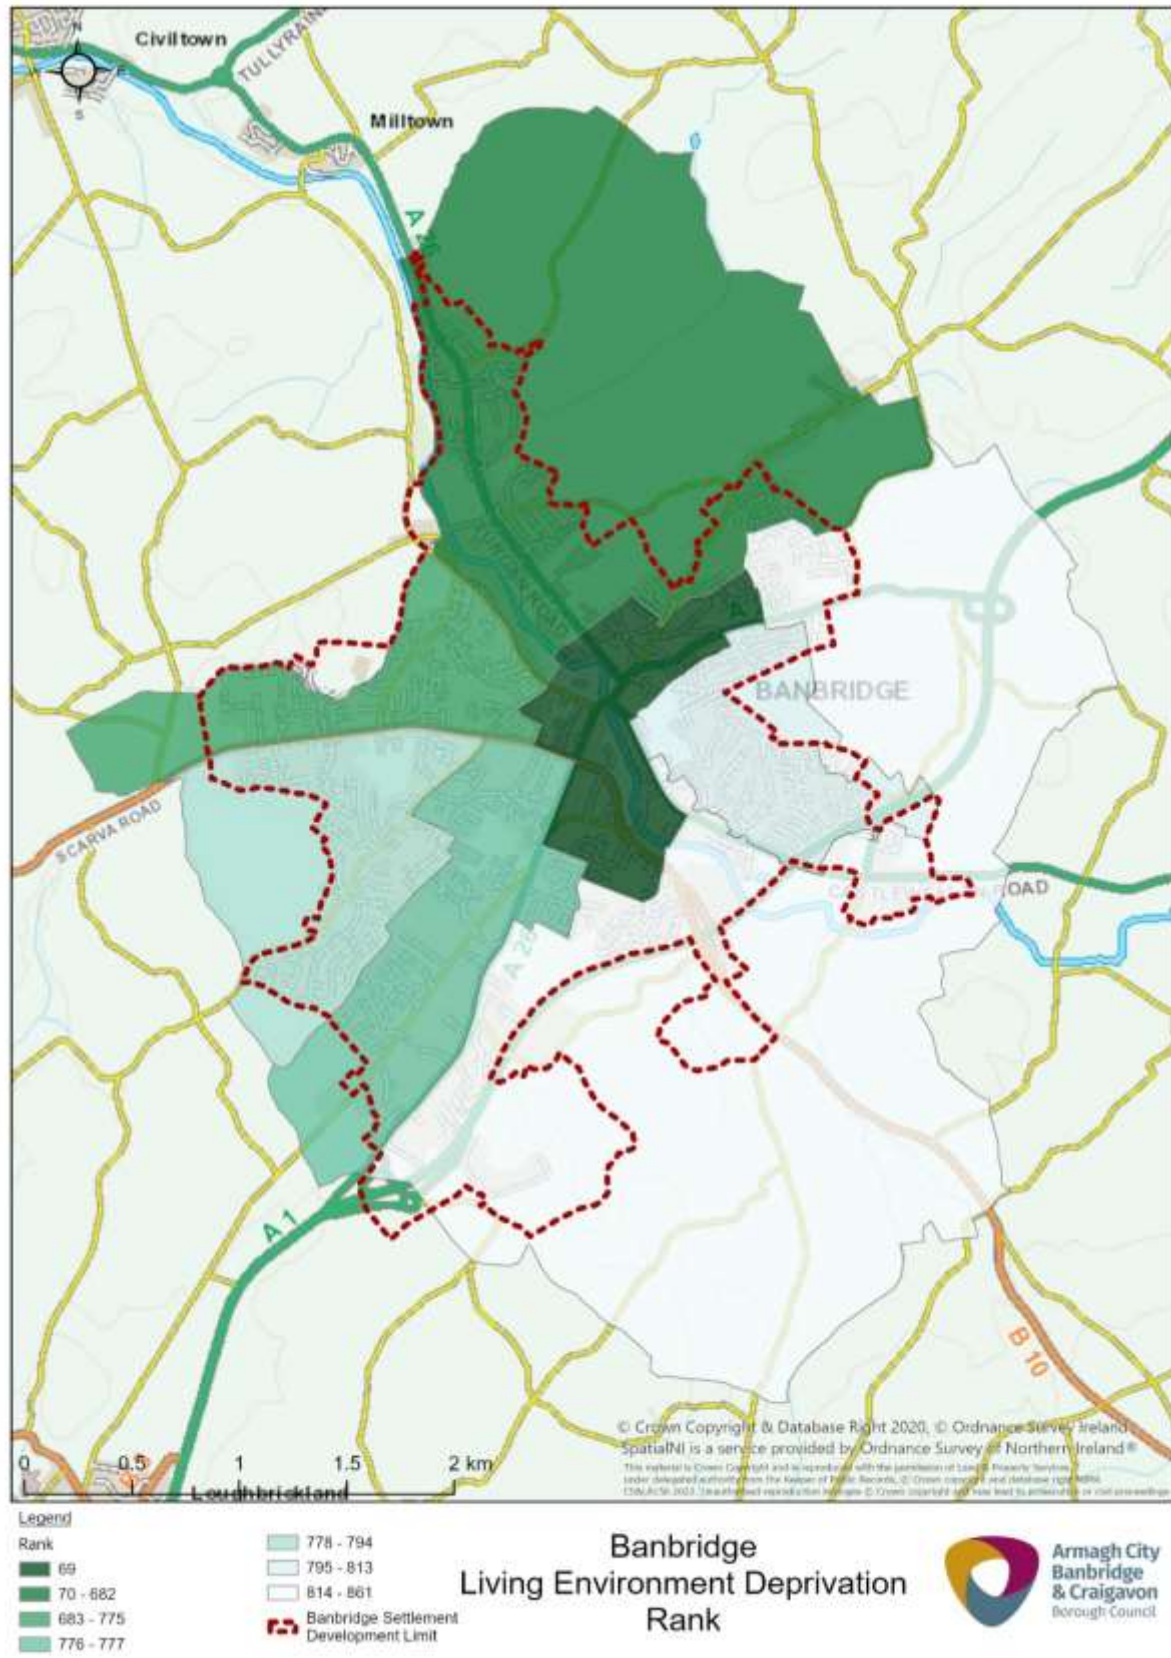 N
S
Civiltown
Milltown
BANBRIDGE
SCARVA ROAD
ROAD
A 1
B 10
© Crown Copyright & Database Right 2020, © Ordnance Survey Ireland
SpatialNI is a service provided by Ordnance Survey of Northern Ireland®
0 0.5 1 1.5 2 km
Loughbrickland
Legend
Rank
69
70 - 682
683 - 775
776 - 777
778 - 794
795 - 813
814 - 861
Banbridge Settlement
Development Limit
Banbridge
Living Environment Deprivation
Rank
Armagh City
Banbridge
& Craigavon
Borough Council